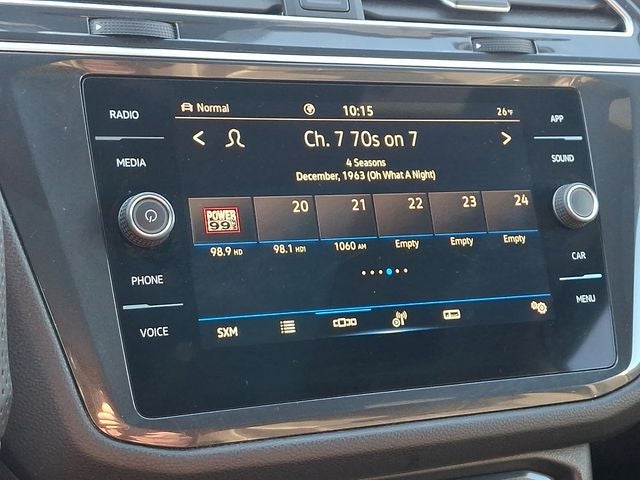 RADIO
MEDIA
PHONE
VOICE
Normal 10:15 26°F
< Ch. 7 70s on 7 >
4 Seasons
December, 1963 (Oh What A Night)
POWER
99
20 21 22 23 24
98.9 HD 98.1 HD1 1060 AM Empty Empty Empty
SXM
APP
SOUND
CAR
MENU